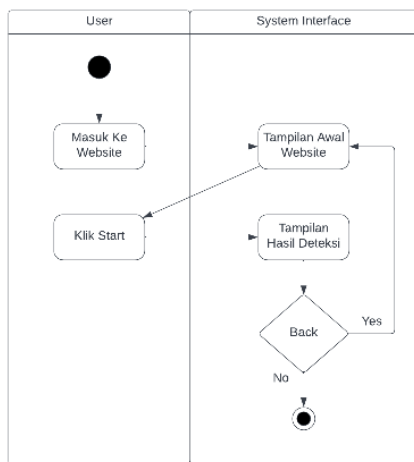 User
System Interface
Masuk Ke
Website
Tampilan Awal
Website
Klik Start
Tampilan
Hasil Deteksi
Back
Yes
No